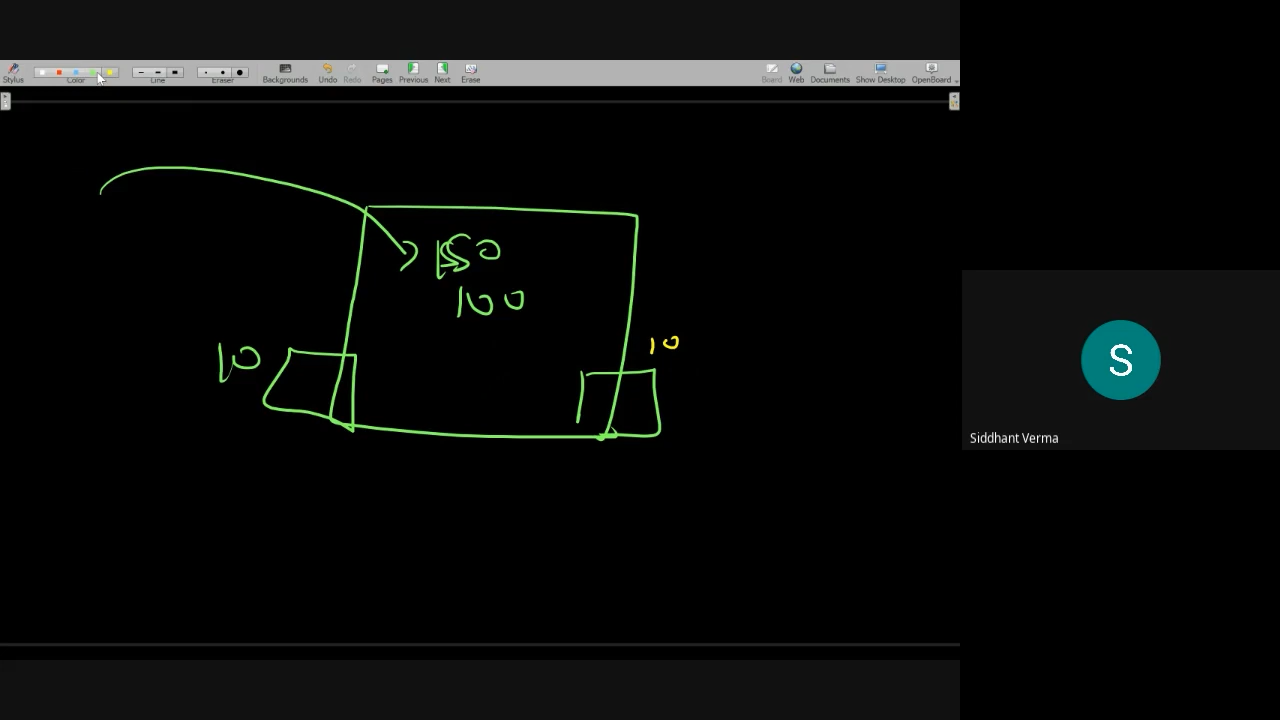 Stylus
Color
Line
Eraser
Backgrounds
Undo
Redo
Pages
Previous
Next
Erase
Board
Web
Documents
Show Desktop
OpenBoard
50
100
10
10
S
Siddhant Verma